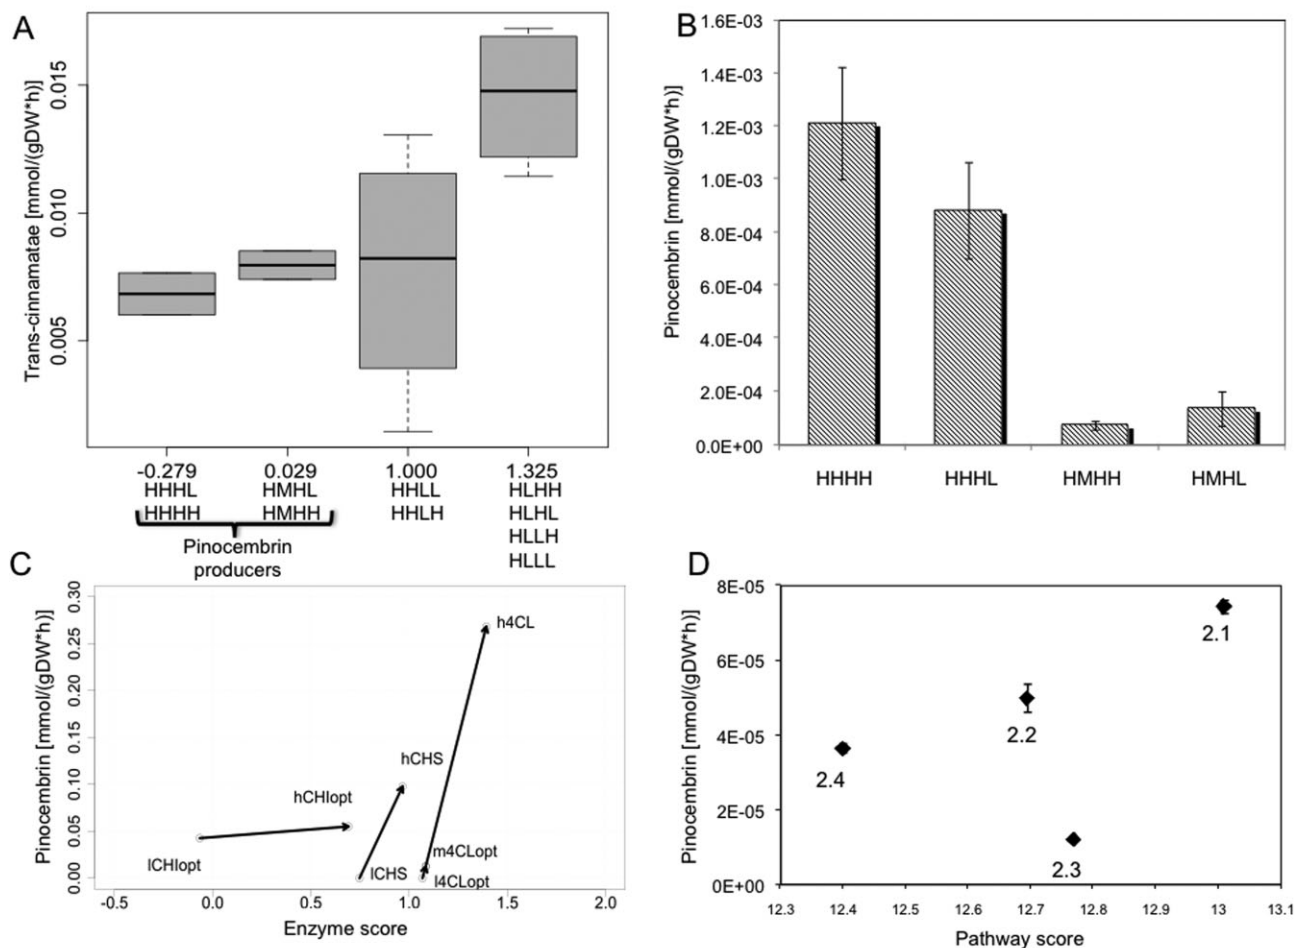 A
Trans-cinnamatae [mmol/(gDW*h)]
0.015
0.010
0.005
-0.279 0.029 1.000 1.325
HHHL HMHL HHLL HLHH
HHHH HMHH HHLH HLHL
HLLH
HLLL
Pinocembrin
producers
B
Pinocembrin [mmol/(gDW*h)]
1.6E-03
1.4E-03
1.2E-03
1.0E-03
8.0E-04
6.0E-04
4.0E-04
2.0E-04
0.0E+00
HHHH HHHL HMHH HMHL
C
Pinocembrin [mmol/(gDW*h)]
0.30
0.25
0.20
0.15
0.10
0.05
0.00
h4CL
hCHS
hCHIopt
lCHIopt
lCHS
m4CLopt
l4CLopt
-0.5 0.0 0.5 1.0 1.5 2.0
Enzyme score
D
Pinocembrin [mmol/(gDW*h)]
8E-05
6E-05
4E-05
2E-05
0E+00
2.1
2.2
2.4
2.3
12.3 12.4 12.5 12.6 12.7 12.8 12.9 13 13.1
Pathway score